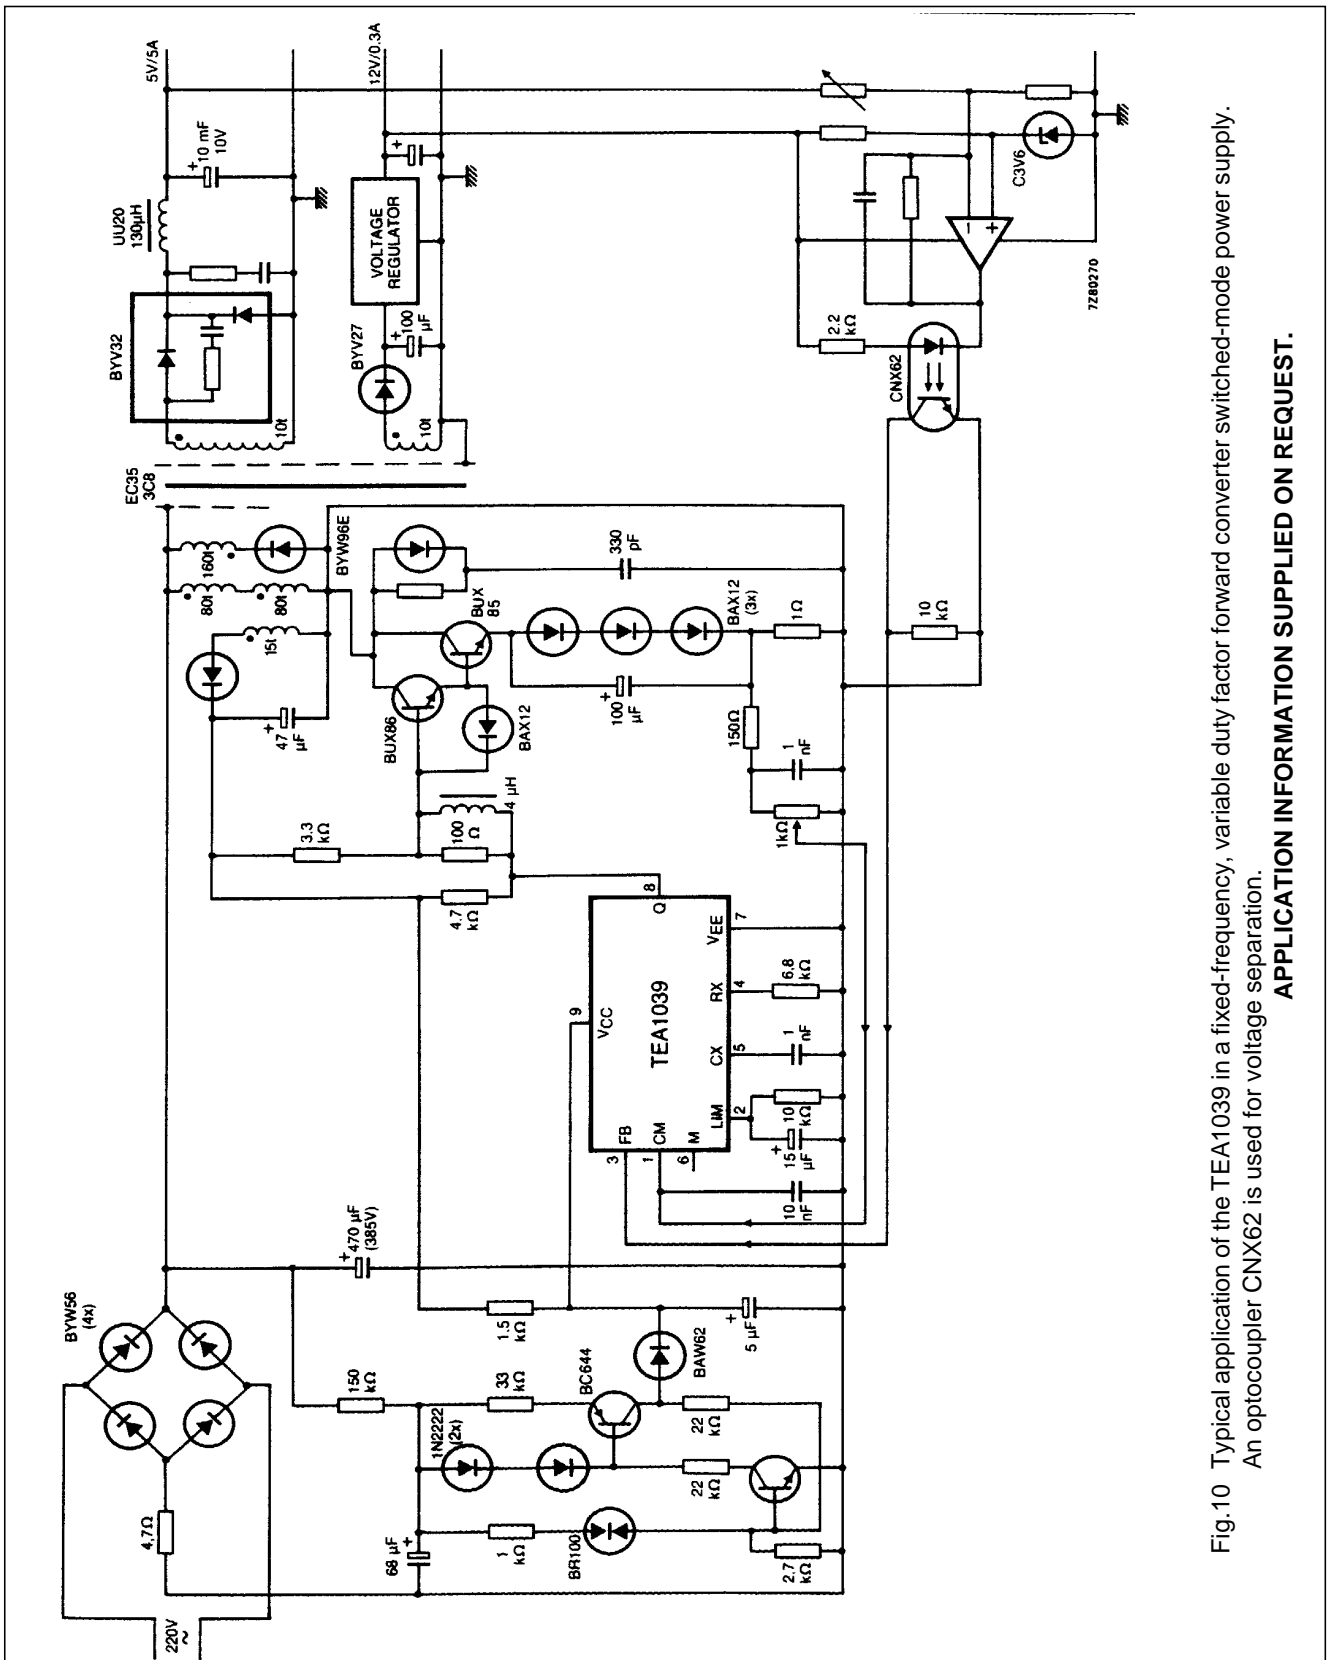 220V
~
4.7Ω
BYW56
(4x)
68 µF
+
1
kΩ
BR100
2.7
kΩ
1N2222
(2x)
22
kΩ
150
kΩ
33
kΩ
BC644
22
kΩ
BAW62
1.5
kΩ
+
5 µF
+
470 µF
(385V)
TEA1039
3
FB
1
CM
6
M
LIM
2
CX
5
RX
4
VEE
7
Q
8
9
VCC
10
nF
+
15
µF
10
kΩ
1
nF
6.8
kΩ
4.7
kΩ
3.3
kΩ
100
Ω
4 µH
1kΩ
1
nF
150Ω
+
47
µF
15t
80t
80t
160t
BYW96E
BUX86
BAX12
BUX
85
+
100
µF
BAX12
(3x)
1Ω
330
pF
10
kΩ
EC35
3C8
10t
BYV32
UU20
130µH
+
10 mF
10V
5V/5A
10t
BYV27
+
100
µF
VOLTAGE
REGULATOR
+
12V/0.3A
CNX62
2.2
kΩ
-
+
C3V6
7Z80270
Fig.10 Typical application of the TEA1039 in a fixed-frequency, variable duty factor forward converter switched-mode power supply.
An optocoupler CNX62 is used for voltage separation.
APPLICATION INFORMATION SUPPLIED ON REQUEST.